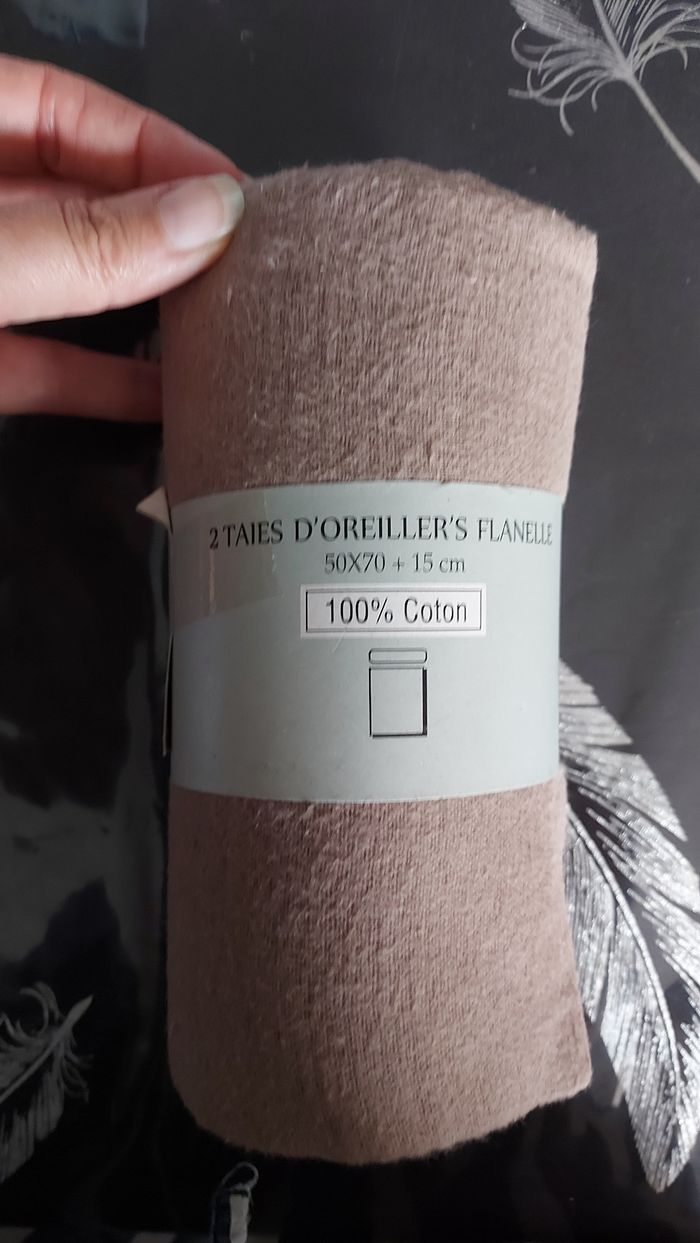 2 TAIES D'OREILLER'S FLANELLE
50X70 + 15 cm
100% Coton